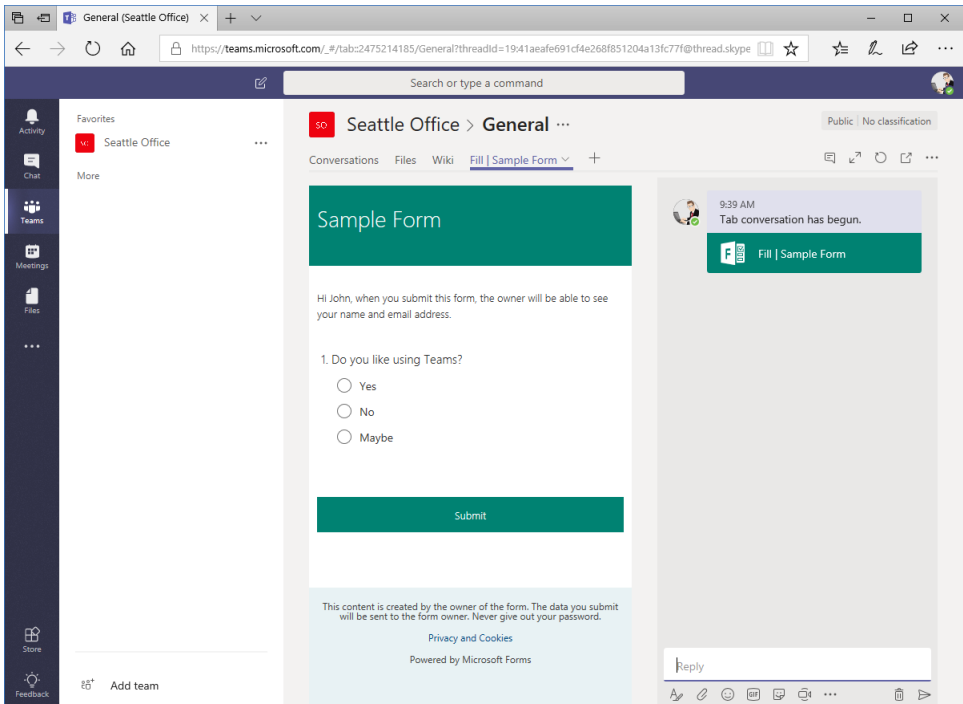 General (Seattle Office)
https://teams.microsoft.com/_#/tab::2475214185/General?threadId=19:41aeafe691cf4e268f851204a13fc77f@thread.skype
Search or type a command
Activity
Chat
Teams
Meetings
Files
Store
Feedback
Favorites
Seattle Office
More
Add team
SO Seattle Office > General
Public No classification
Conversations Files Wiki Fill | Sample Form
Sample Form
Hi John, when you submit this form, the owner will be able to see
your name and email address.
1. Do you like using Teams?
Yes
No
Maybe
Submit
This content is created by the owner of the form. The data you submit
will be sent to the form owner. Never give out your password.
Privacy and Cookies
Powered by Microsoft Forms
9:39 AM
Tab conversation has begun.
F Fill | Sample Form
Reply
GIF